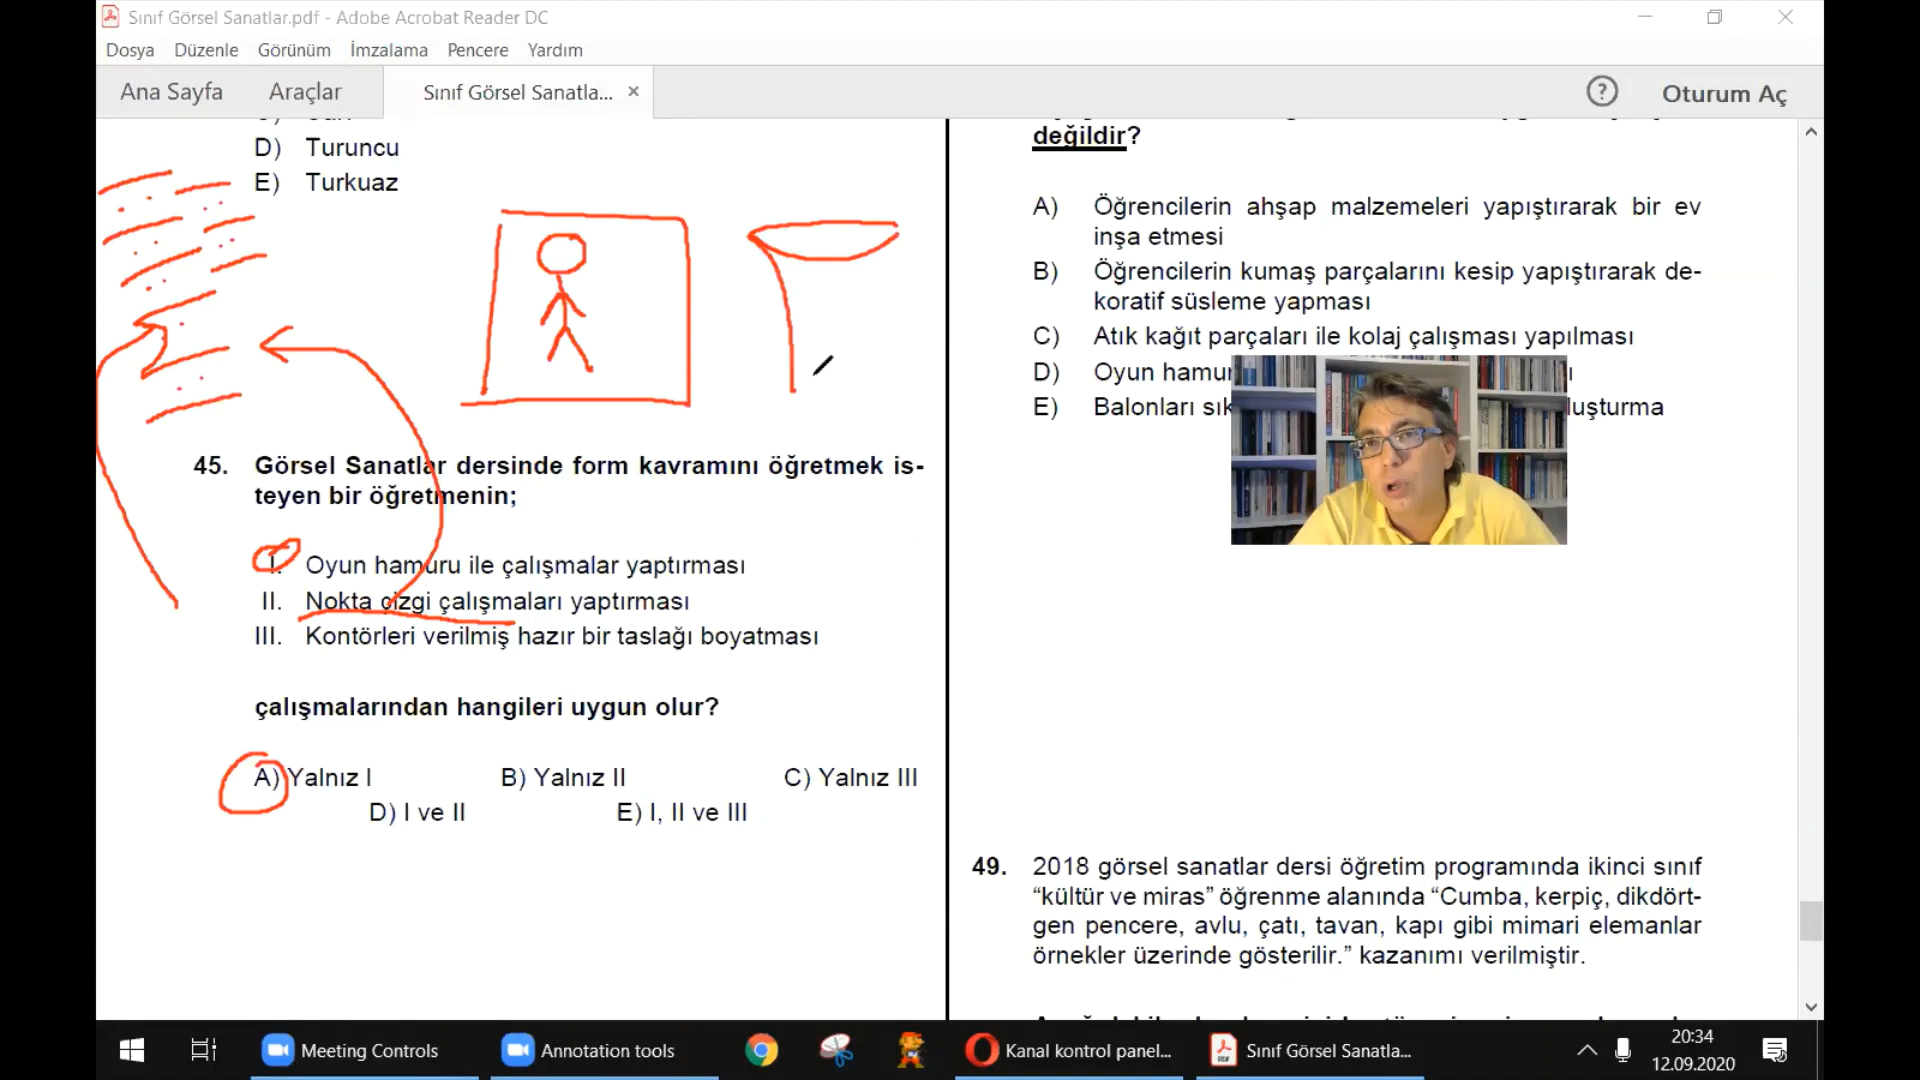 Sınıf Görsel Sanatlar.pdf - Adobe Acrobat Reader DC
Dosya Düzenle Görünüm İmzalama Pencere Yardım
Ana Sayfa Araçlar Sınıf Görsel Sanatla... × ? Oturum Aç
D) Turuncu
E) Turkuaz
45. Görsel Sanatlar dersinde form kavramını öğretmek is-
teyen bir öğretmenin;
I. Oyun hamuru ile çalışmalar yaptırması
II. Nokta çizgi çalışmaları yaptırması
III. Kontörleri verilmiş hazır bir taslağı boyatması
çalışmalarından hangileri uygun olur?
A) Yalnız I B) Yalnız II C) Yalnız III
D) I ve II E) I, II ve III
değildir?
A) Öğrencilerin ahşap malzemeleri yapıştırarak bir ev
inşa etmesi
B) Öğrencilerin kumaş parçalarını kesip yapıştırarak de-
koratif süsleme yapması
C) Atık kağıt parçaları ile kolaj çalışması yapılması
D) Oyun
E) Balonları
49. 2018 görsel sanatlar dersi öğretim programında ikinci sınıf
“kültür ve miras” öğrenme alanında “Cumba, kerpiç, dikdört-
gen pencere, avlu, çatı, tavan, kapı gibi mimari elemanlar
örnekler üzerinde gösterilir.” kazanımı verilmiştir.
Meeting Controls Annotation tools Kanal kontrol panel... Sınıf Görsel Sanatla... 20:34
12.09.2020